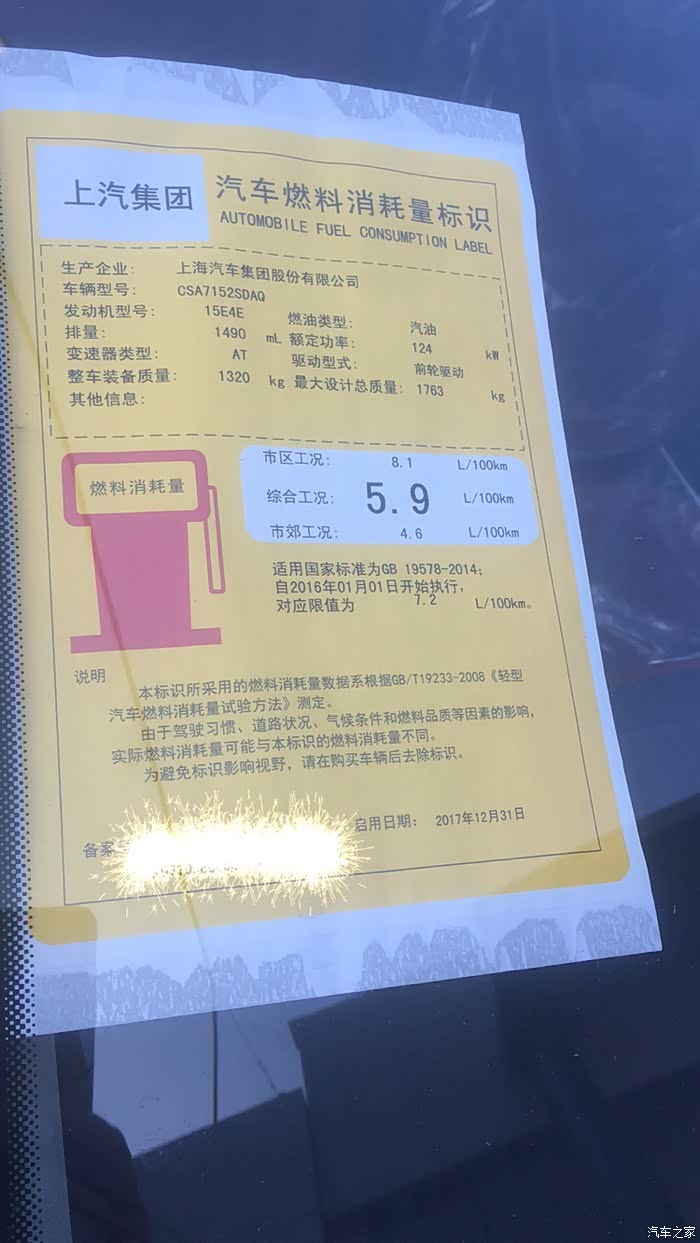 上汽集团
汽车燃料消耗量标识
AUTOMOBILE FUEL CONSUMPTION LABEL
生产企业: 上海汽车集团股份有限公司
车辆型号: CSA7152SDAQ
发动机型号: 15E4E 燃油类型: 汽油
排量: 1490 mL 额定功率: 124 kW
变速器类型: AT 驱动型式: 前轮驱动
整车装备质量: 1320 kg 最大设计总质量: 1763 kg
其他信息:
燃料消耗量
市区工况: 8.1 L/100km
综合工况: 5.9 L/100km
市郊工况: 4.6 L/100km
适用国家标准为GB 19578-2014;
自2016年01月01日开始执行,
对应限值为 7.2 L/100km。
说明
本标识所采用的燃料消耗量数据系根据GB/T19233-2008《轻型
汽车燃料消耗量试验方法》测定。
由于驾驶习惯、道路状况、气候条件和燃料品质等因素的影响,
实际燃料消耗量可能与本标识的燃料消耗量不同。
为避免标识影响视野,请在购买车辆后去除标识。
备案
启用日期: 2017年12月31日
汽车之家